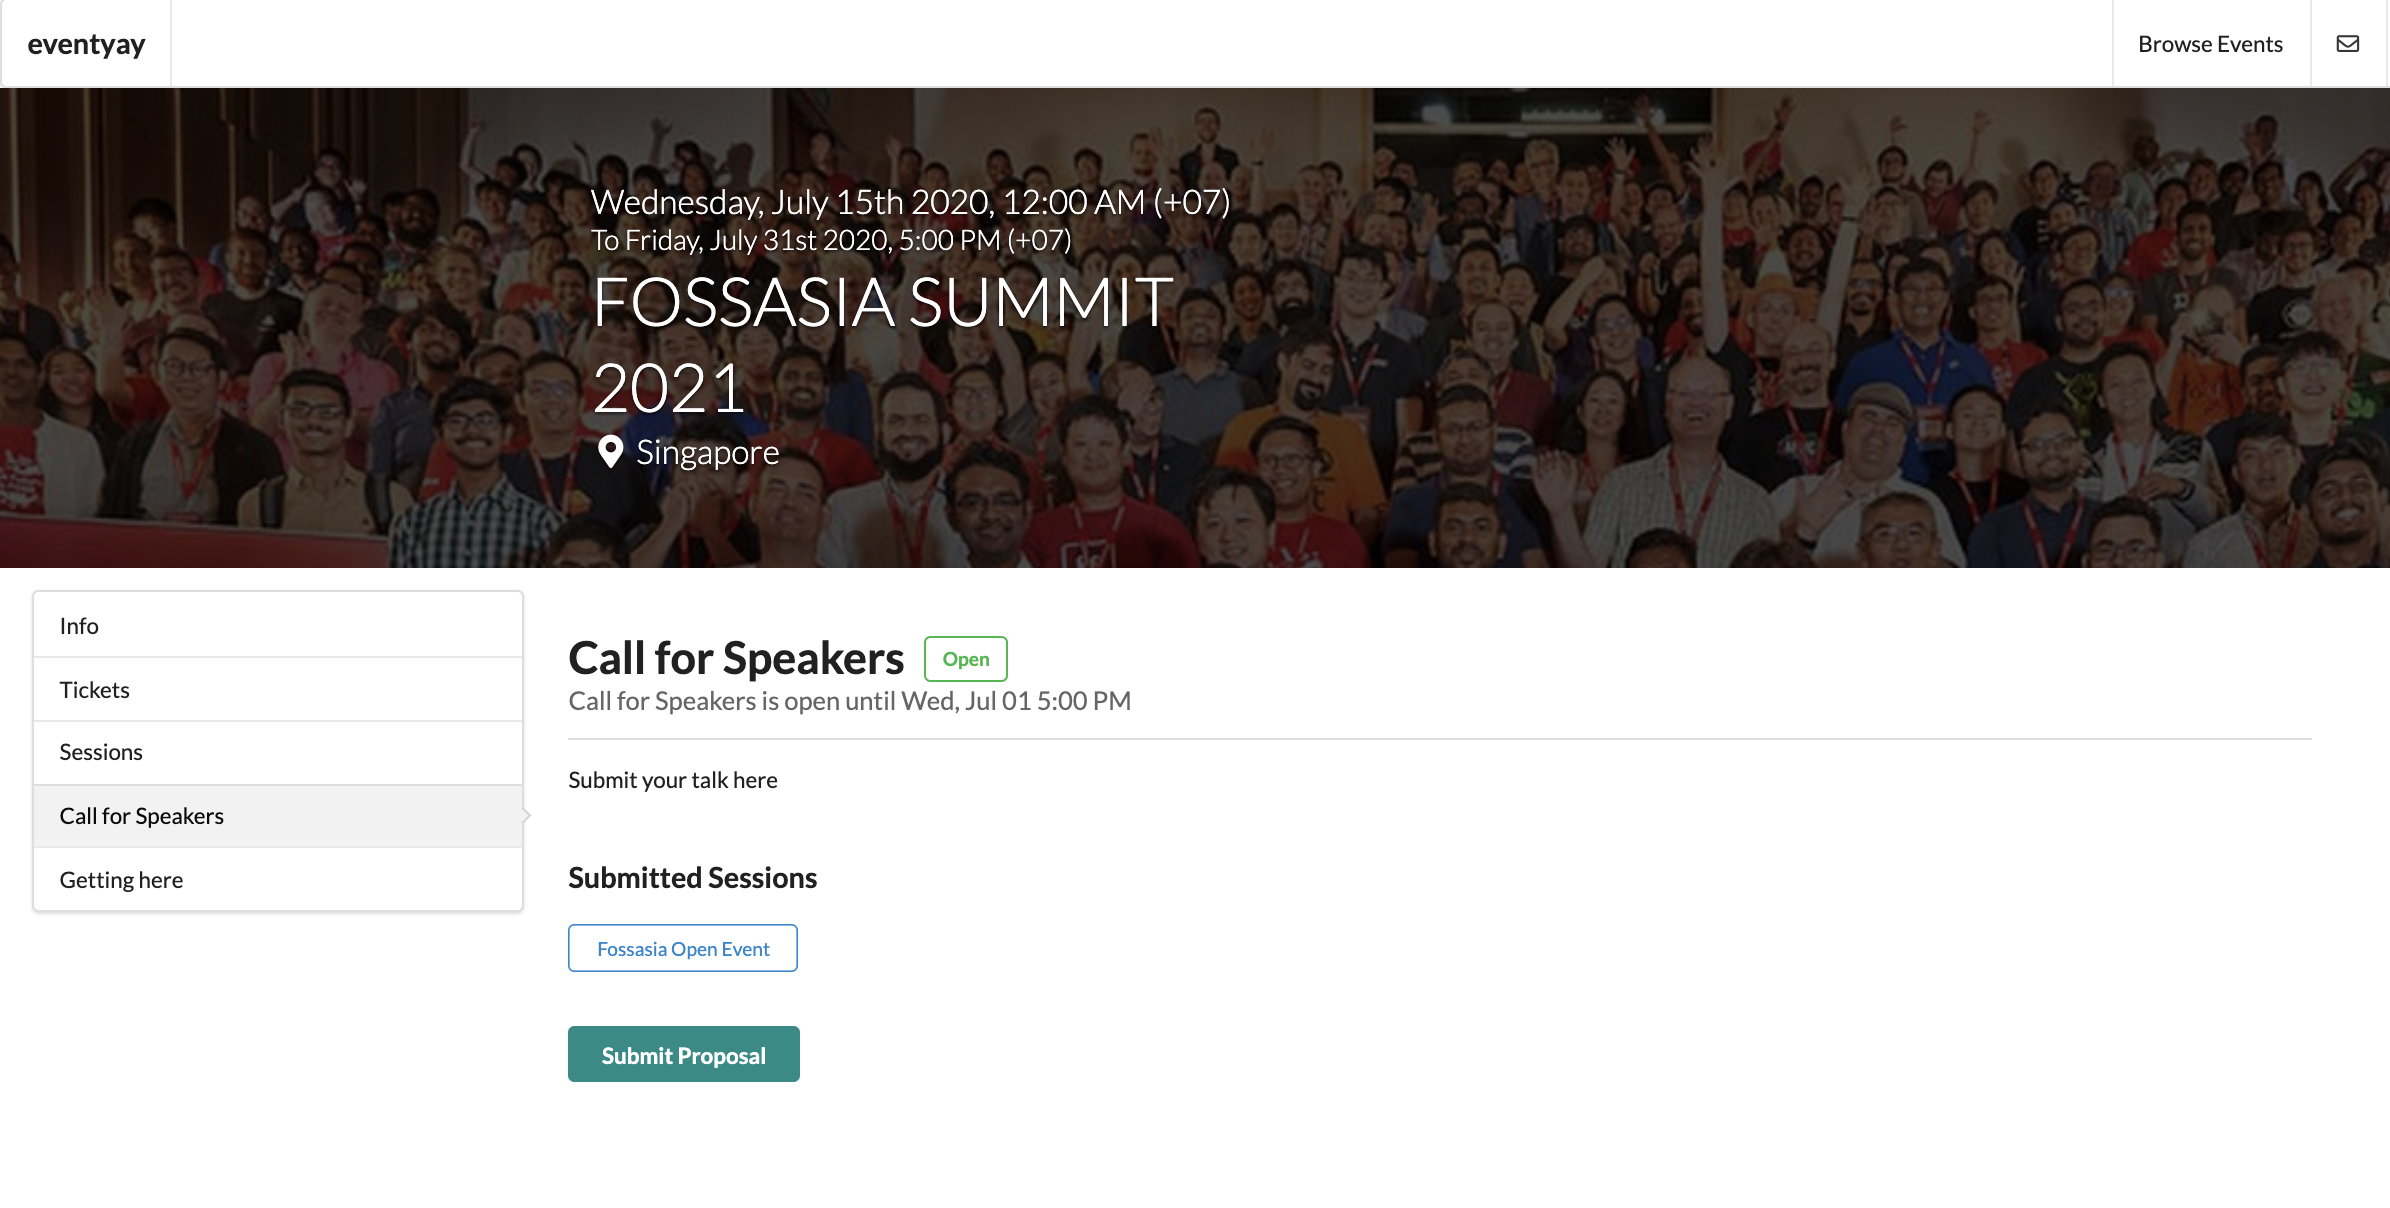 eventyay
Browse Events
Wednesday, July 15th 2020, 12:00 AM (+07)
To Friday, July 31st 2020, 5:00 PM (+07)
FOSSASIA SUMMIT
2021
Singapore
Info
Tickets
Sessions
Call for Speakers
Getting here
Call for Speakers Open
Call for Speakers is open until Wed, Jul 01 5:00 PM
Submit your talk here
Submitted Sessions
Fossasia Open Event
Submit Proposal